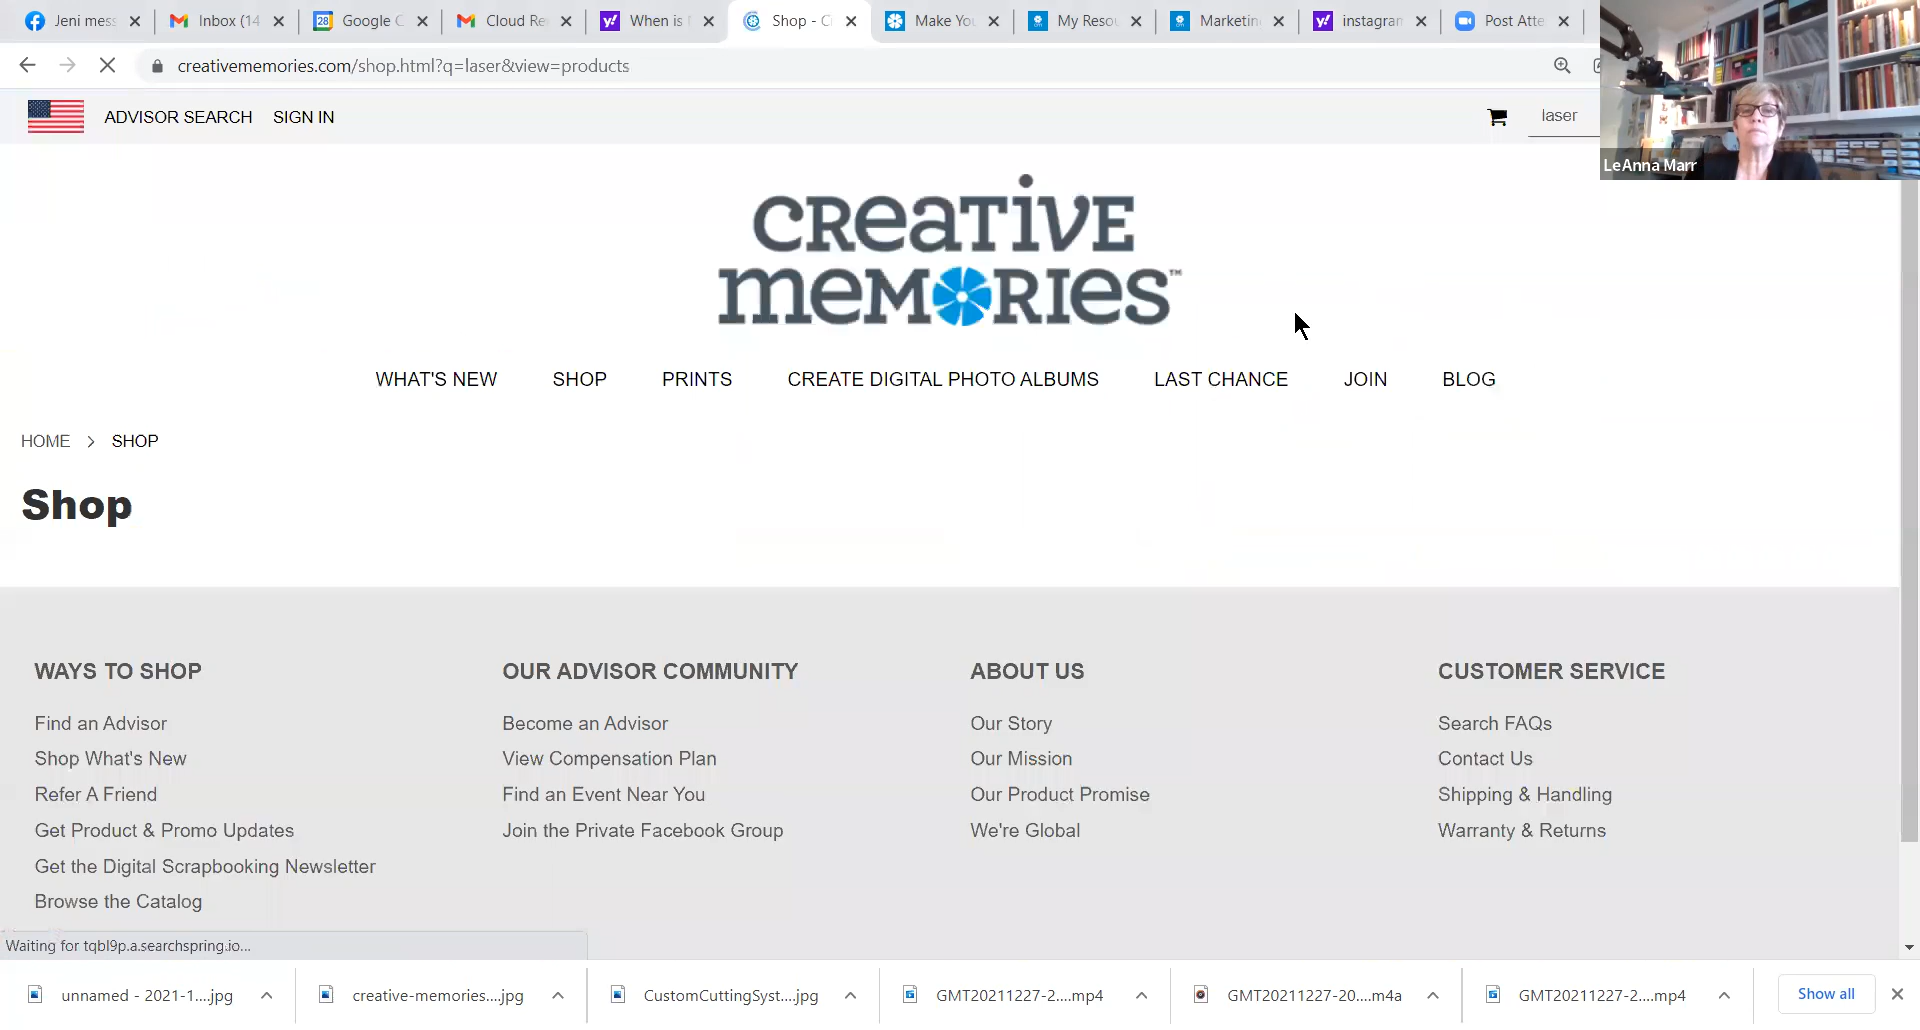 Jeni mess
Inbox (14
28
Google C
Cloud Re
When is
Shop - C
Make You
My Resou
Marketin
instagram
Post Atte
creativememories.com/shop.html?q=laser&view=products
ADVISOR SEARCH SIGN IN
laser
LeAnna Marr
CREATIVE
MEMORIES™
WHAT'S NEW SHOP PRINTS CREATE DIGITAL PHOTO ALBUMS LAST CHANCE JOIN BLOG
HOME > SHOP
Shop
WAYS TO SHOP
Find an Advisor
Shop What's New
Refer A Friend
Get Product & Promo Updates
Get the Digital Scrapbooking Newsletter
Browse the Catalog
OUR ADVISOR COMMUNITY
Become an Advisor
View Compensation Plan
Find an Event Near You
Join the Private Facebook Group
ABOUT US
Our Story
Our Mission
Our Product Promise
We're Global
CUSTOMER SERVICE
Search FAQs
Contact Us
Shipping & Handling
Warranty & Returns
Waiting for tqbl9p.a.searchspring.io...
unnamed - 2021-1....jpg
creative-memories....jpg
CustomCuttingSyst....jpg
GMT20211227-2....mp4
GMT20211227-20....m4a
GMT20211227-2....mp4
Show all